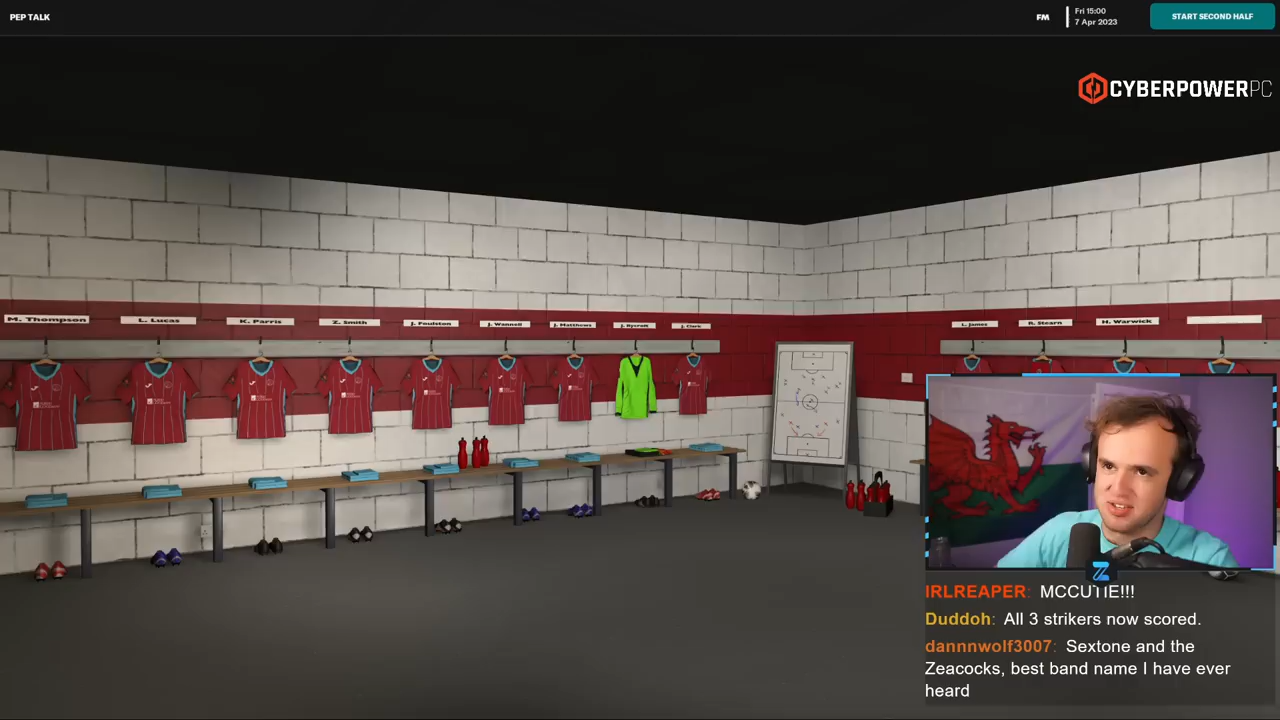 PEP TALK
FM
Fri 15:00
7 Apr 2023
START SECOND HALF
CYBERPOWERPC
M. Thompson
L. Lucas
K. Parris
Z. Smith
J. Poulston
J. Wannell
J. Matthews
J. Rycroft
J. Clark
L. James
R. Stearn
H. Warwick
IRLREAPER: MCCUTIE!!!
Duddoh: All 3 strikers now scored.
dannnwolf3007: Sextone and the
Zeacocks, best band name I have ever
heard